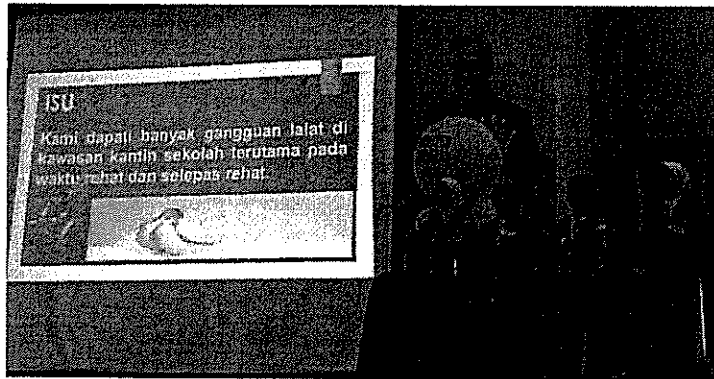 ISU
Kami dapati banyak gangguan lalat di
kawasan kantin sekolah terutama pada
waktu rehat dan selepas rehat.